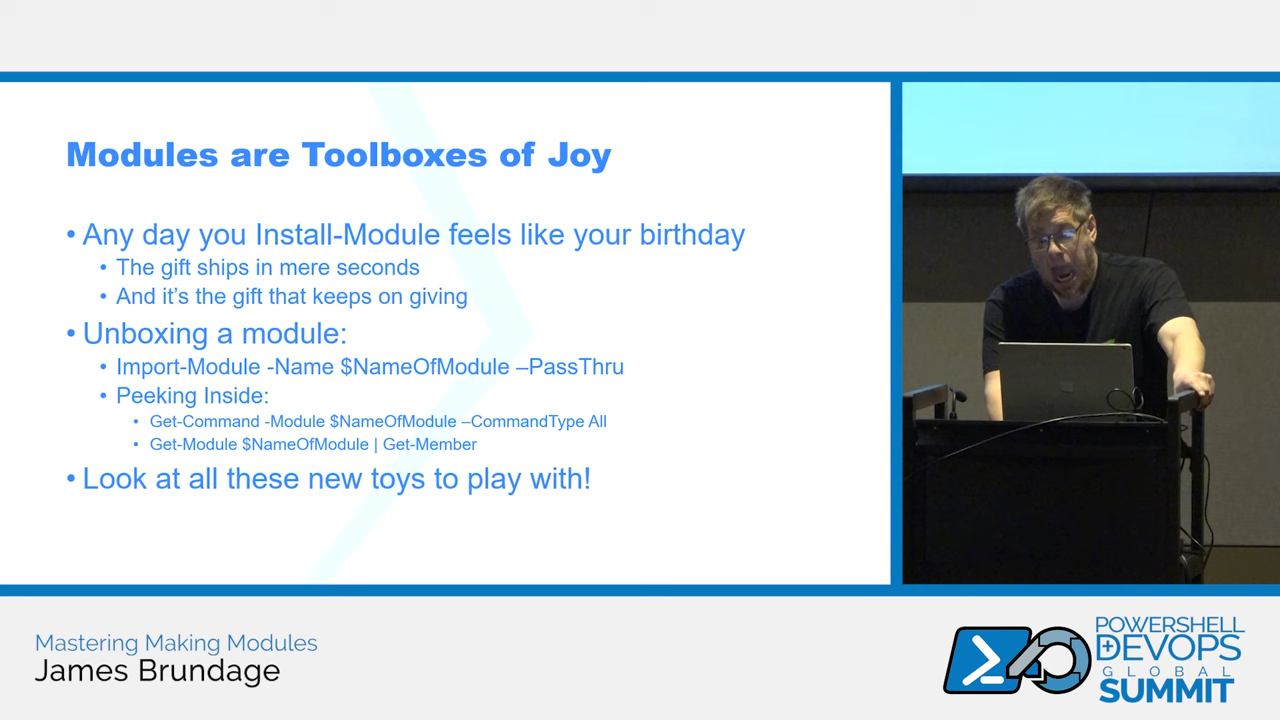 Modules are Toolboxes of Joy
• Any day you Install-Module feels like your birthday
• The gift ships in mere seconds
• And it’s the gift that keeps on giving
• Unboxing a module:
• Import-Module -Name $NameOfModule –PassThru
• Peeking Inside:
• Get-Command -Module $NameOfModule –CommandType All
• Get-Module $NameOfModule | Get-Member
• Look at all these new toys to play with!
Mastering Making Modules
James Brundage
POWERSHELL
DEVOPS
GLOBAL
SUMMIT